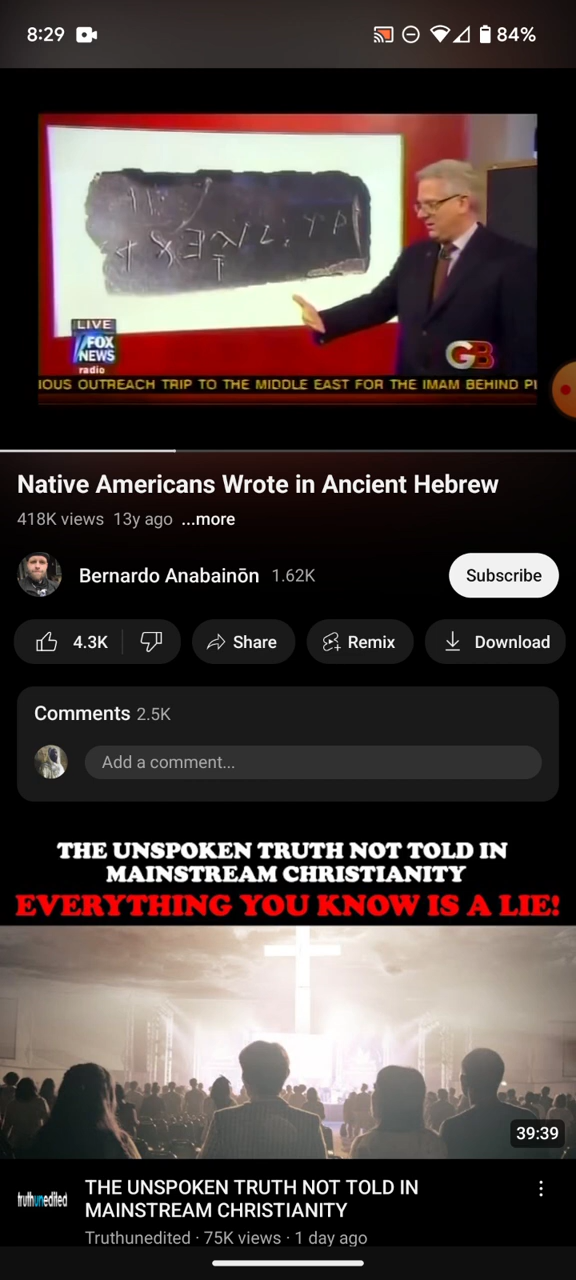 8:29
84%
LIVE
FOX
NEWS
radio
GB
IOUS OUTREACH TRIP TO THE MIDDLE EAST FOR THE IMAM BEHIND
Native Americans Wrote in Ancient Hebrew
418K views 13y ago ...more
Bernardo Anabainōn 1.62K
Subscribe
4.3K
Share
Remix
Download
Comments 2.5K
Add a comment...
THE UNSPOKEN TRUTH NOT TOLD IN
MAINSTREAM CHRISTIANITY
EVERYTHING YOU KNOW IS A LIE!
39:39
truthunedited
THE UNSPOKEN TRUTH NOT TOLD IN
MAINSTREAM CHRISTIANITY
Truthunedited · 75K views · 1 day ago